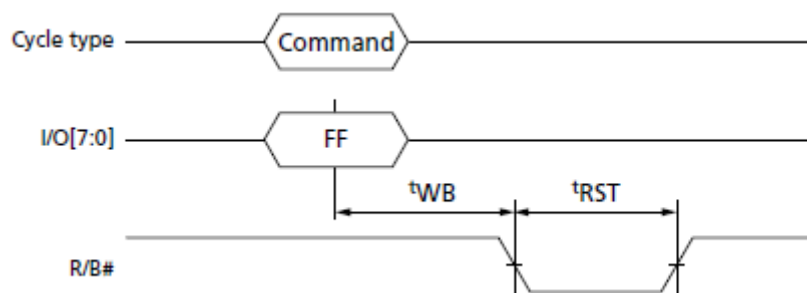 Cycle type
Command
I/O[7:0]
FF
tWB
tRST
R/B#